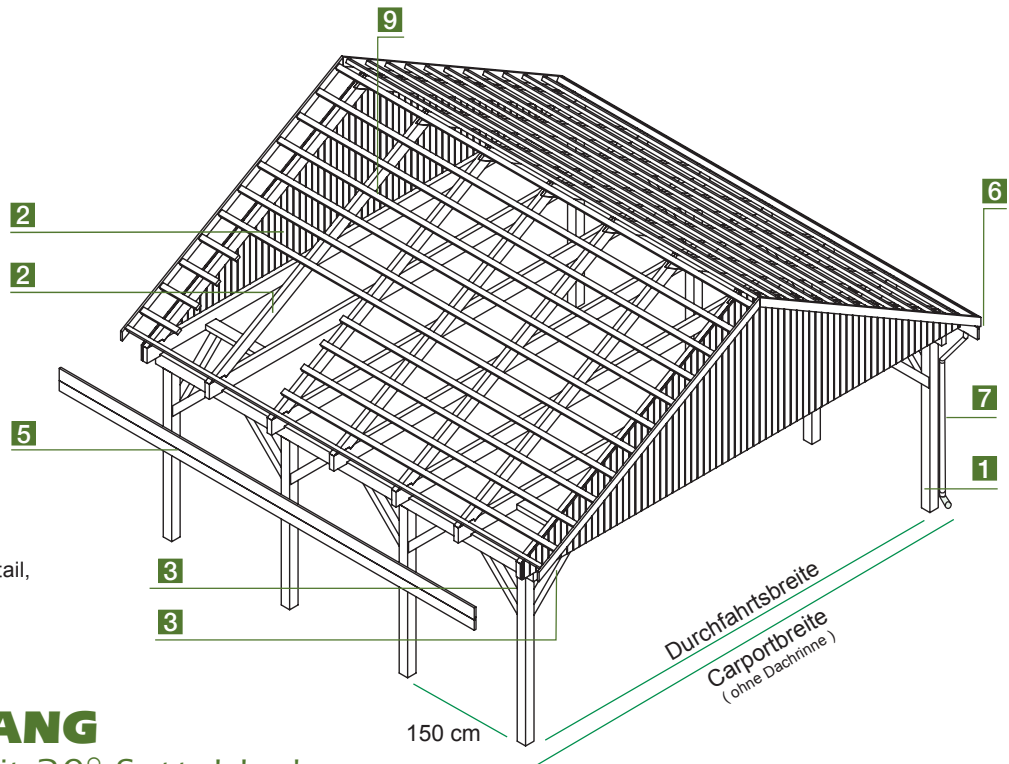 9
6
2
2
7
5
1
tail,
3
3
Durchfahrtsbreite
Carportbreite
( ohne Dachrinne )
150 cm
ANG